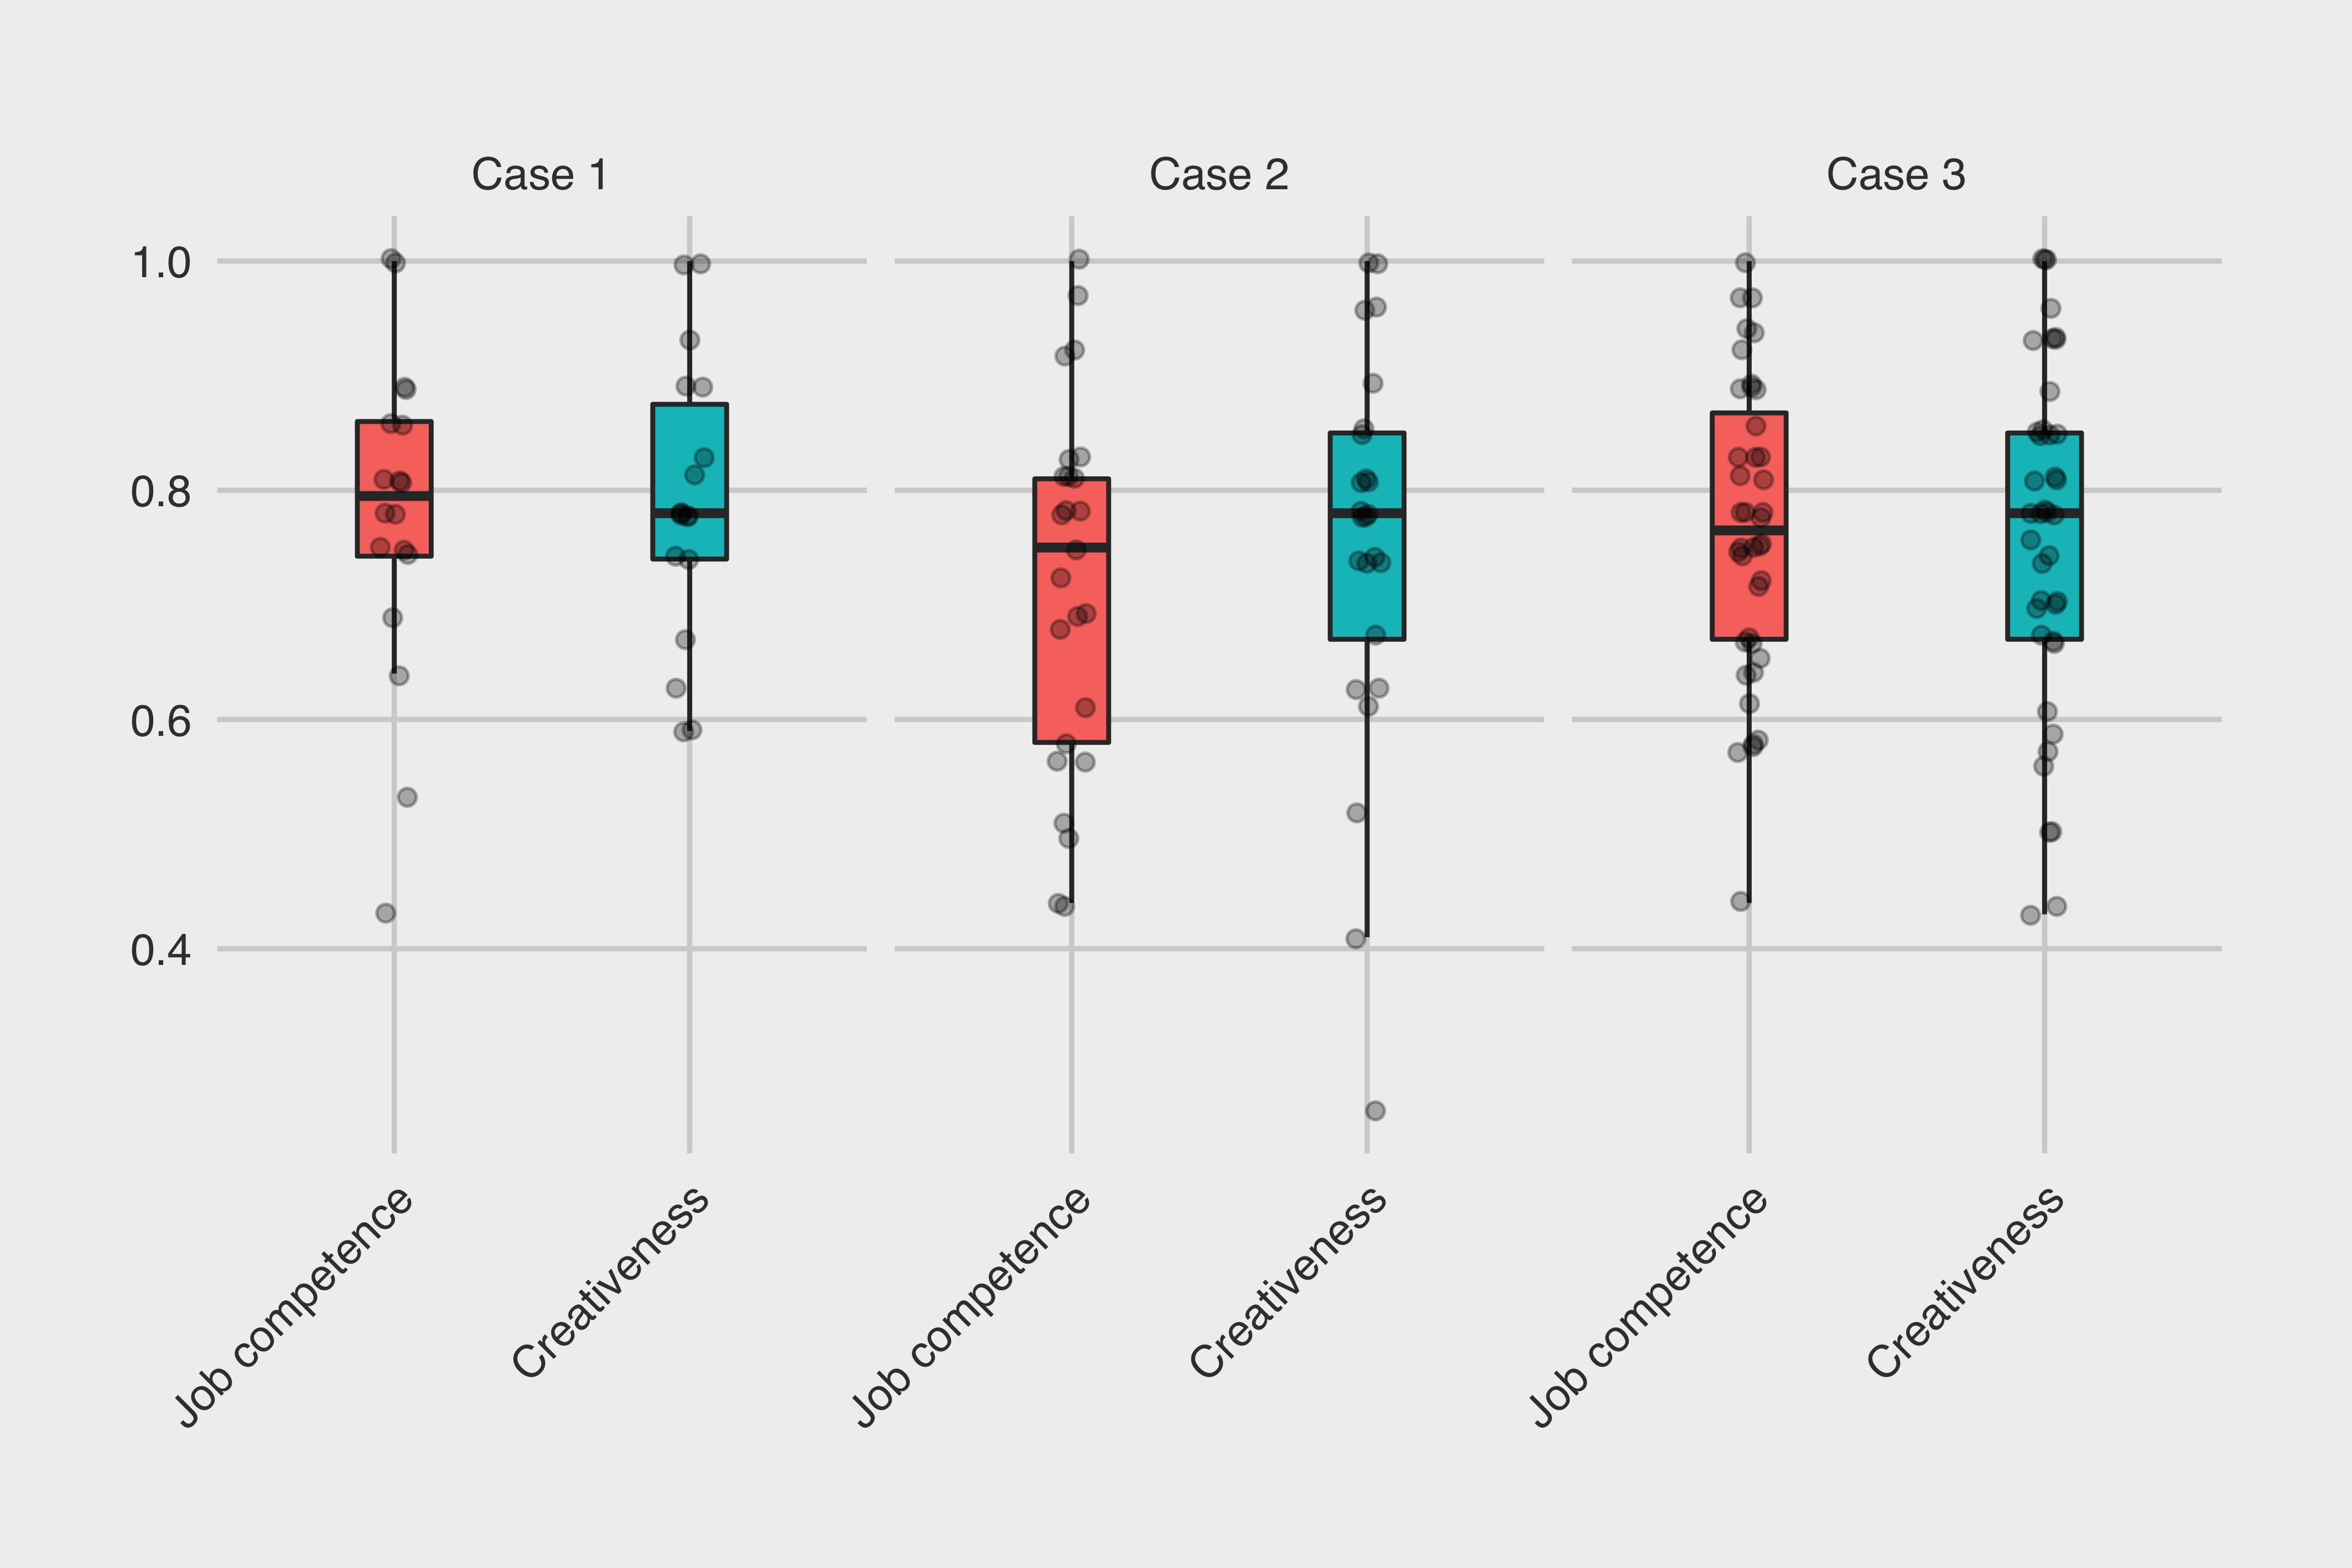 Case 1
Case 2
Case 3
1.0
0.8
0.6
0.4
Job competence
Creativeness
Job competence
Creativeness
Job competence
Creativeness